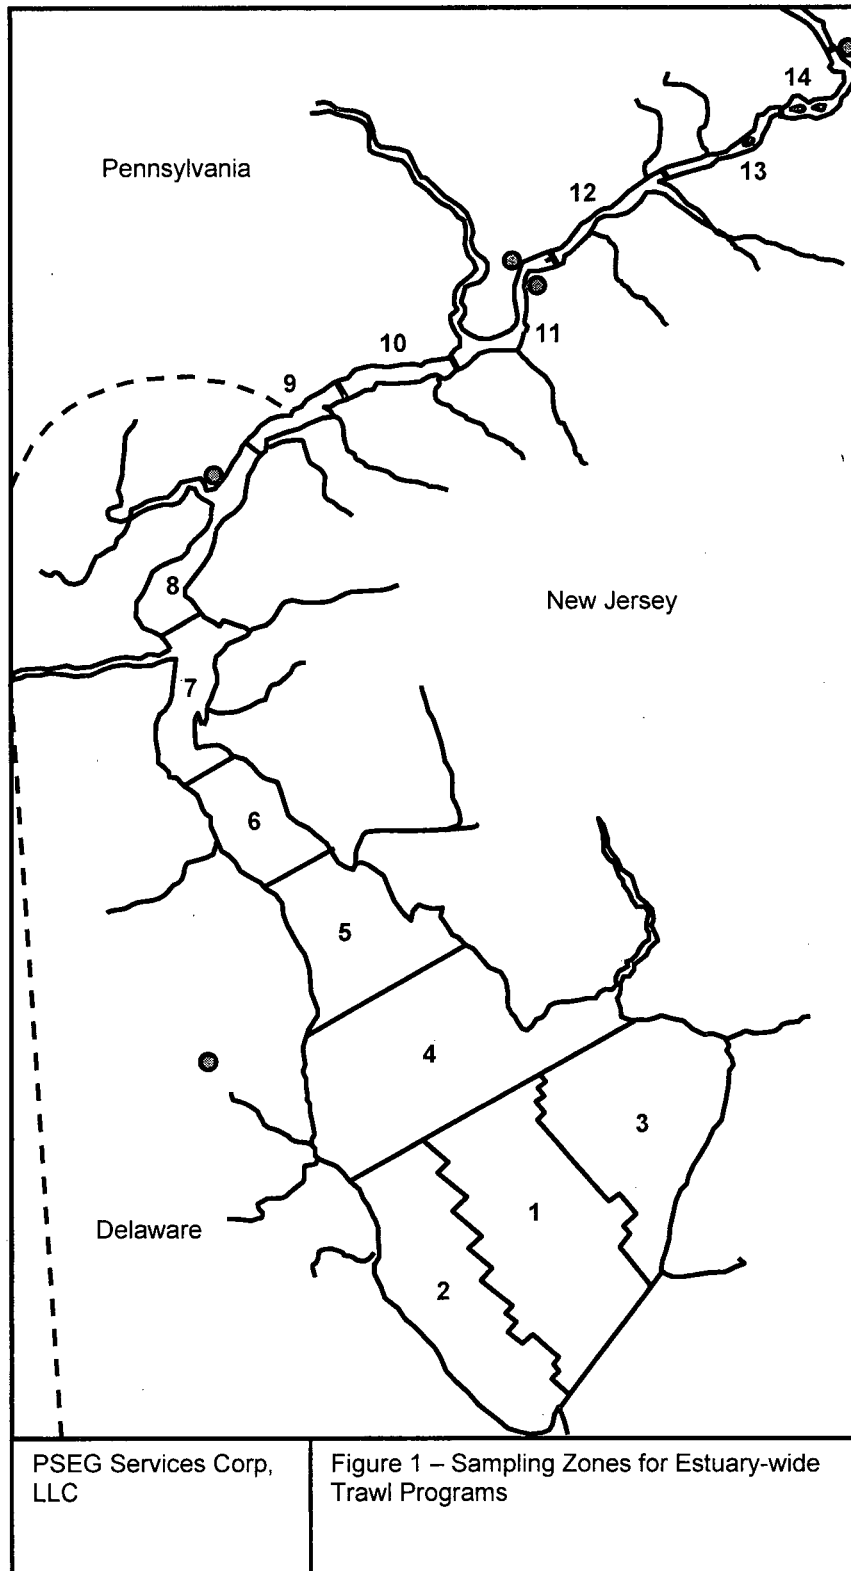 14
Pennsylvania
13
12
11
10
9
8
New Jersey
7
6
5
4
3
1
Delaware
2
PSEG Services Corp,
LLC
Figure 1 – Sampling Zones for Estuary-wide
Trawl Programs